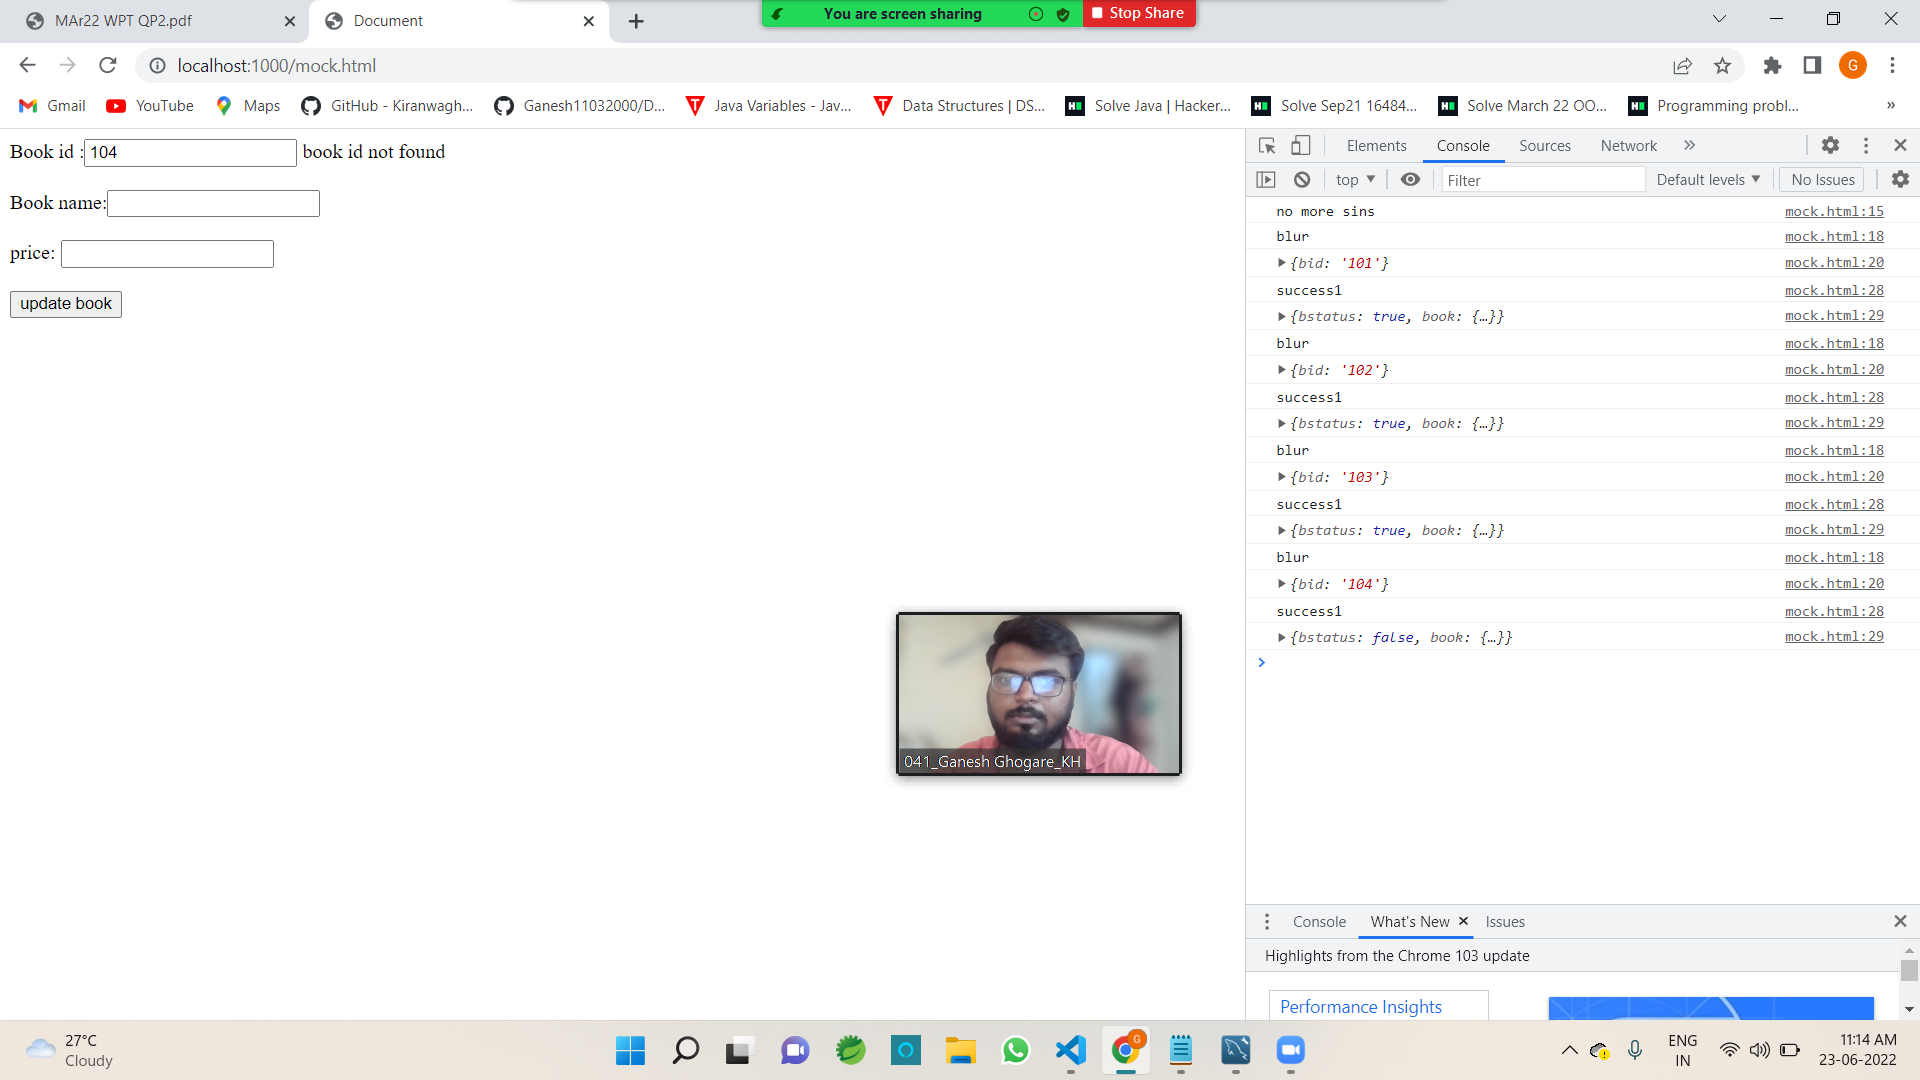 MAr22 WPT QP2.pdf
Document
You are screen sharing
Stop Share
localhost:1000/mock.html
G
Gmail
YouTube
Maps
GitHub - Kiranwagh...
Ganesh11032000/D...
Java Variables - Jav...
Data Structures | DS...
Solve Java | Hacker...
Solve Sep21 16484...
Solve March 22 OO...
Programming probl...
»
Book id :104 book id not found
Book name:
price:
update book
Elements
Console
Sources
Network
»
top
Filter
Default levels
No Issues
no more sins mock.html:15
blur mock.html:18
{bid: '101'} mock.html:20
success1 mock.html:28
{bstatus: true, book: {…}} mock.html:29
blur mock.html:18
{bid: '102'} mock.html:20
success1 mock.html:28
{bstatus: true, book: {…}} mock.html:29
blur mock.html:18
{bid: '103'} mock.html:20
success1 mock.html:28
{bstatus: true, book: {…}} mock.html:29
blur mock.html:18
{bid: '104'} mock.html:20
success1 mock.html:28
{bstatus: false, book: {…}} mock.html:29
041_Ganesh Ghogare_KH
Console
What's New
Issues
Highlights from the Chrome 103 update
Performance Insights
27°C
Cloudy
G
ENG
IN
11:14 AM
23-06-2022